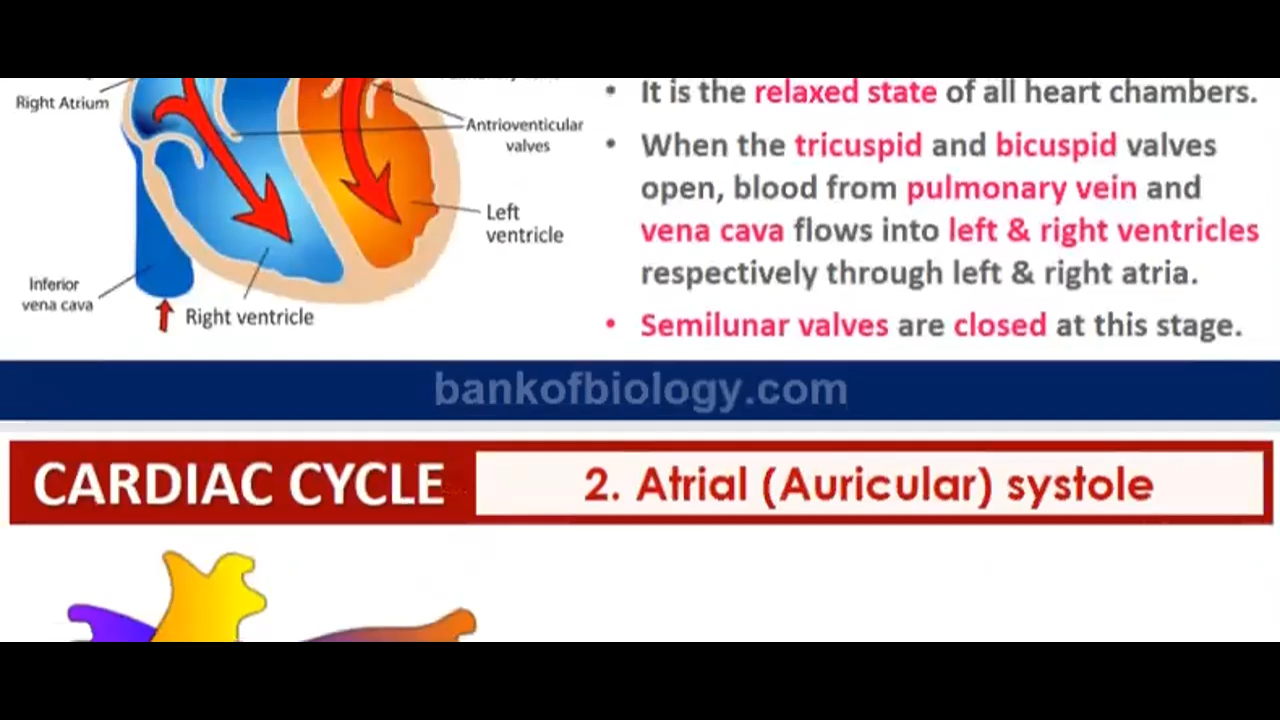 Right Atrium
Antrioventicular
valves
Left
ventricle
Inferior
vena cava
Right ventricle
• It is the relaxed state of all heart chambers.
• When the tricuspid and bicuspid valves
open, blood from pulmonary vein and
vena cava flows into left & right ventricles
respectively through left & right atria.
• Semilunar valves are closed at this stage.
bankofbiology.com
CARDIAC CYCLE
2. Atrial (Auricular) systole